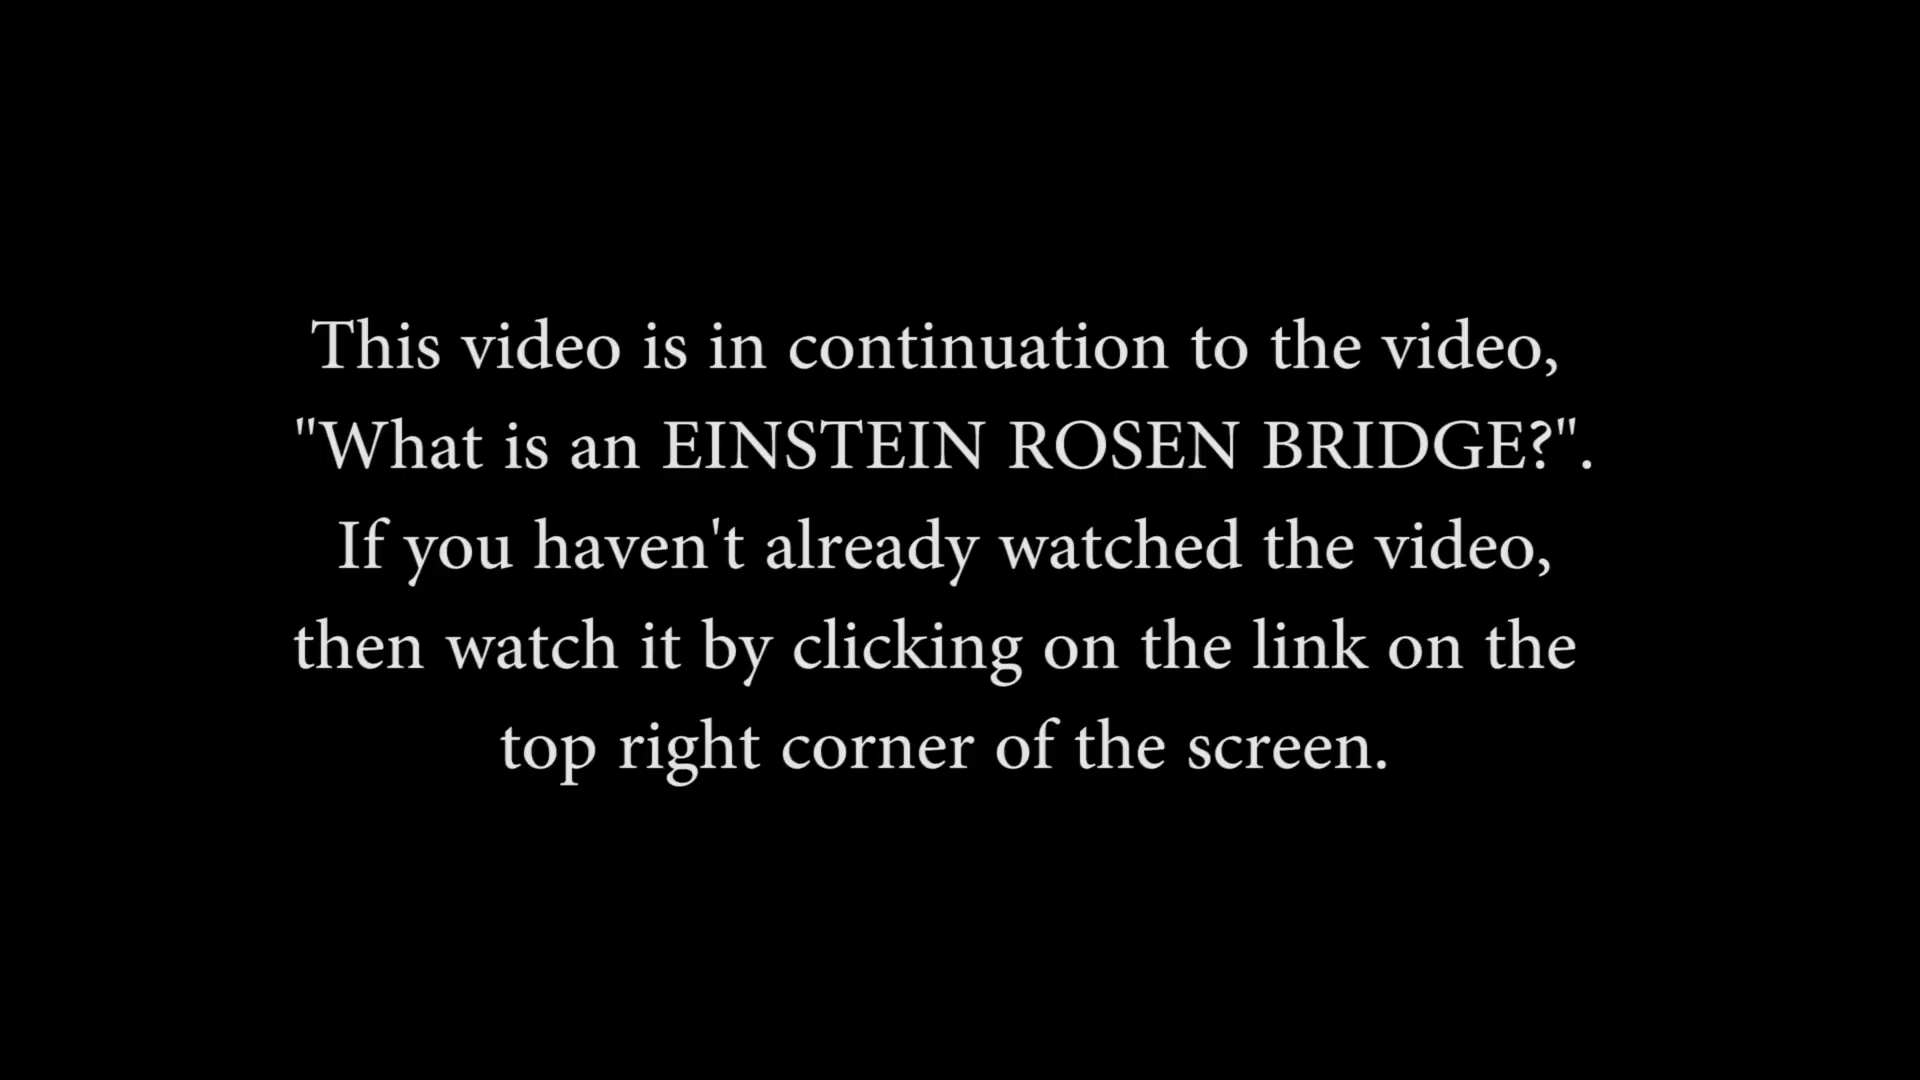 This video is in continuation to the video,
"What is an EINSTEIN ROSEN BRIDGE?".
If you haven't already watched the video,
then watch it by clicking on the link on the
top right corner of the screen.